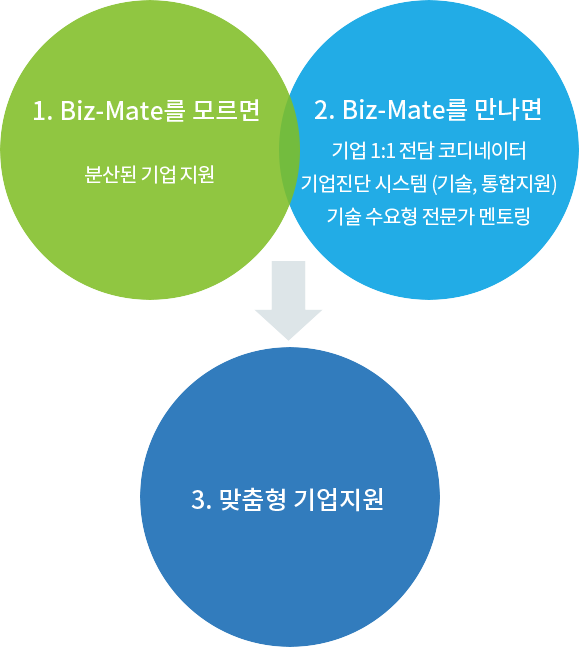 1. Biz-Mate를 모르면
분산된 기업 지원
2. Biz-Mate를 만나면
기업 1:1 전담 코디네이터
기업진단 시스템 (기술, 통합지원)
기술 수요형 전문가 멘토링
3. 맞춤형 기업지원